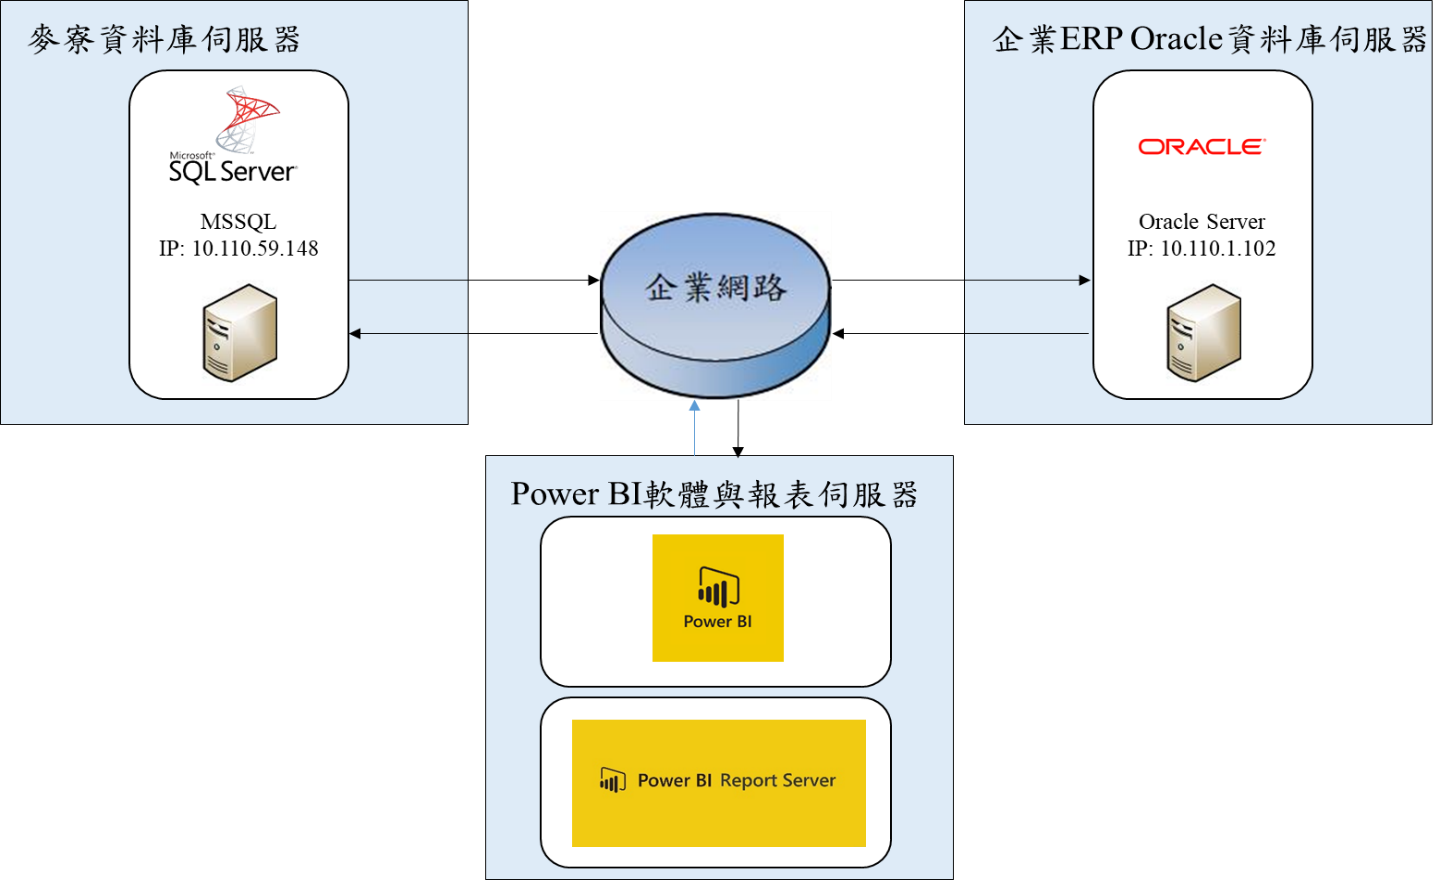 麥寮資料庫伺服器
Microsoft
SQL Server
MSSQL
IP: 10.110.59.148
企業網路
企業ERP Oracle資料庫伺服器
ORACLE
Oracle Server
IP: 10.110.1.102
Power BI軟體與報表伺服器
Power BI
Power BI Report Server